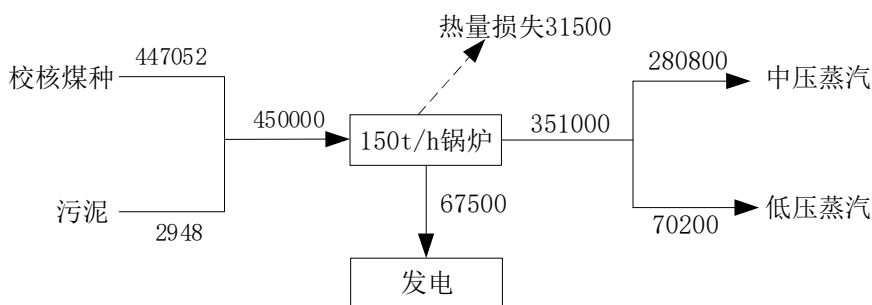 热量损失31500
447052
校核煤种
280800
中压蒸汽
450000
150t/h锅炉
351000
污泥
2948
67500
70200
低压蒸汽
发电